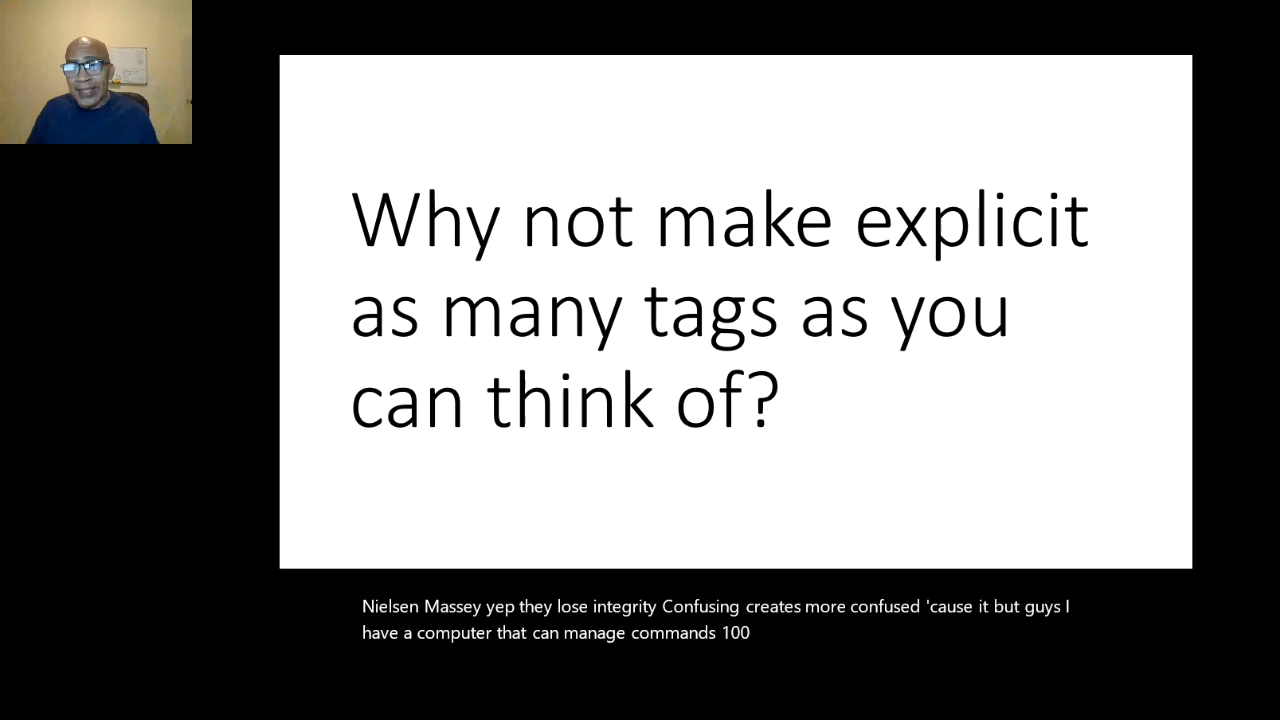 Why not make explicit
as many tags as you
can think of?
Nielsen Massey yep they lose integrity Confusing creates more confused 'cause it but guys I
have a computer that can manage commands 100